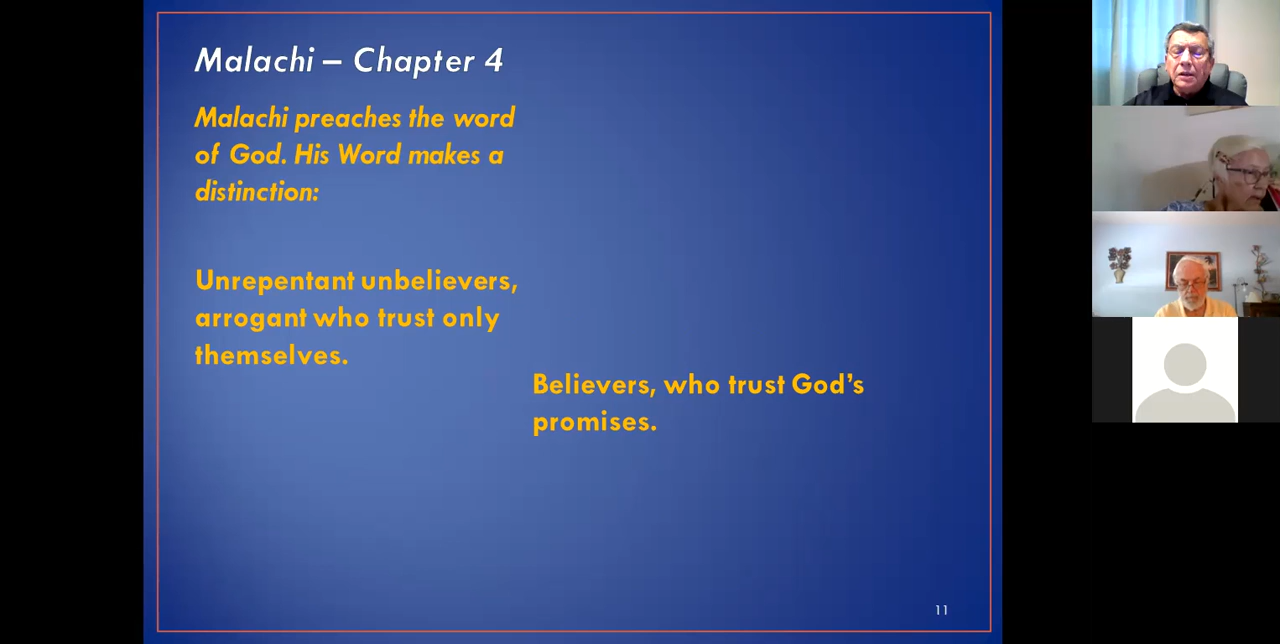 Malachi – Chapter 4
Malachi preaches the word
of God. His Word makes a
distinction:
Unrepentant unbelievers,
arrogant who trust only
themselves.
Believers, who trust God’s
promises.
11